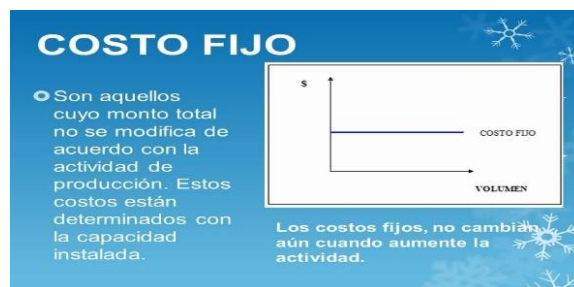 COSTO FIJO
Son aquellos
cuyo monto total
no se modifica de
acuerdo con la
actividad de
producción. Estos
costos están
determinados con
la capacidad
instalada.
$
COSTO FIJO
VOLUMEN
Los costos fijos, no cambian,
aún cuando aumente la
actividad.